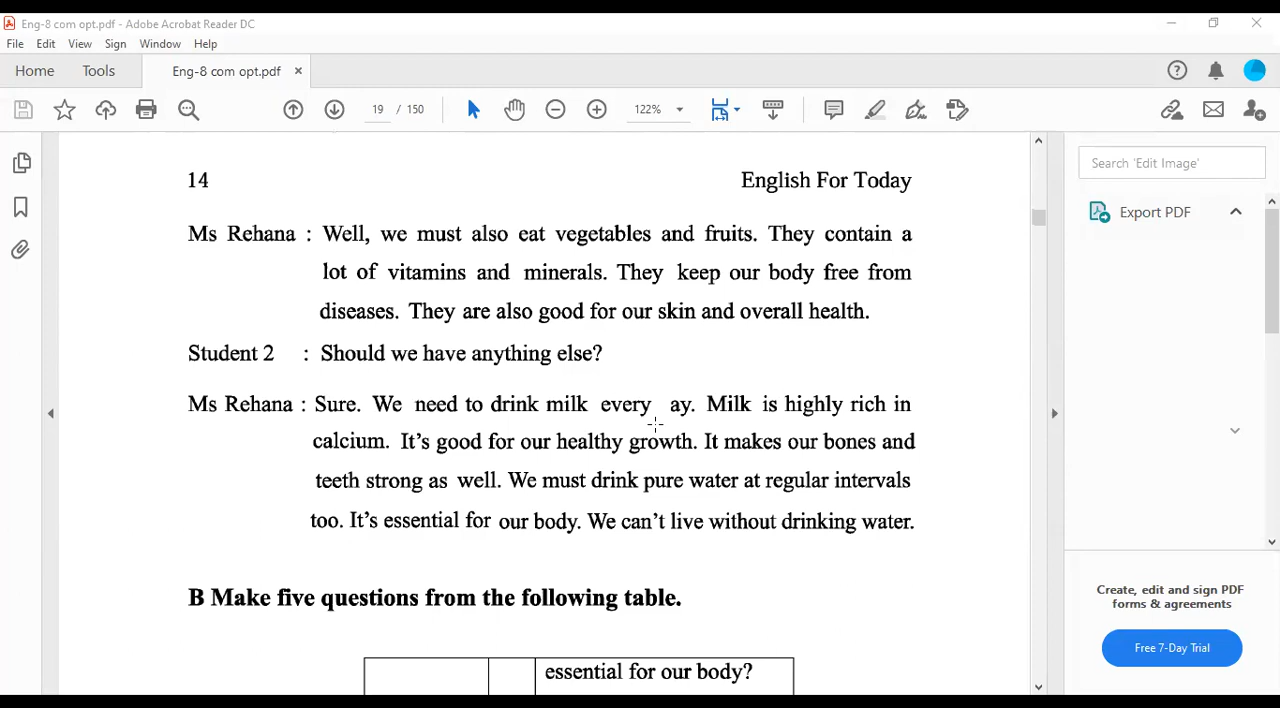 Eng-8 com opt.pdf - Adobe Acrobat Reader DC
File Edit View Sign Window Help
Home Tools Eng-8 com opt.pdf ×
19 / 150 122%
Search 'Edit Image'
Export PDF
14 English For Today
Ms Rehana : Well, we must also eat vegetables and fruits. They contain a
lot of vitamins and minerals. They keep our body free from
diseases. They are also good for our skin and overall health.
Student 2 : Should we have anything else?
Ms Rehana : Sure. We need to drink milk every ay. Milk is highly rich in
calcium. It's good for our healthy growth. It makes our bones and
teeth strong as well. We must drink pure water at regular intervals
too. It's essential for our body. We can't live without drinking water.
B Make five questions from the following table.
essential for our body?
Create, edit and sign PDF
forms & agreements
Free 7-Day Trial